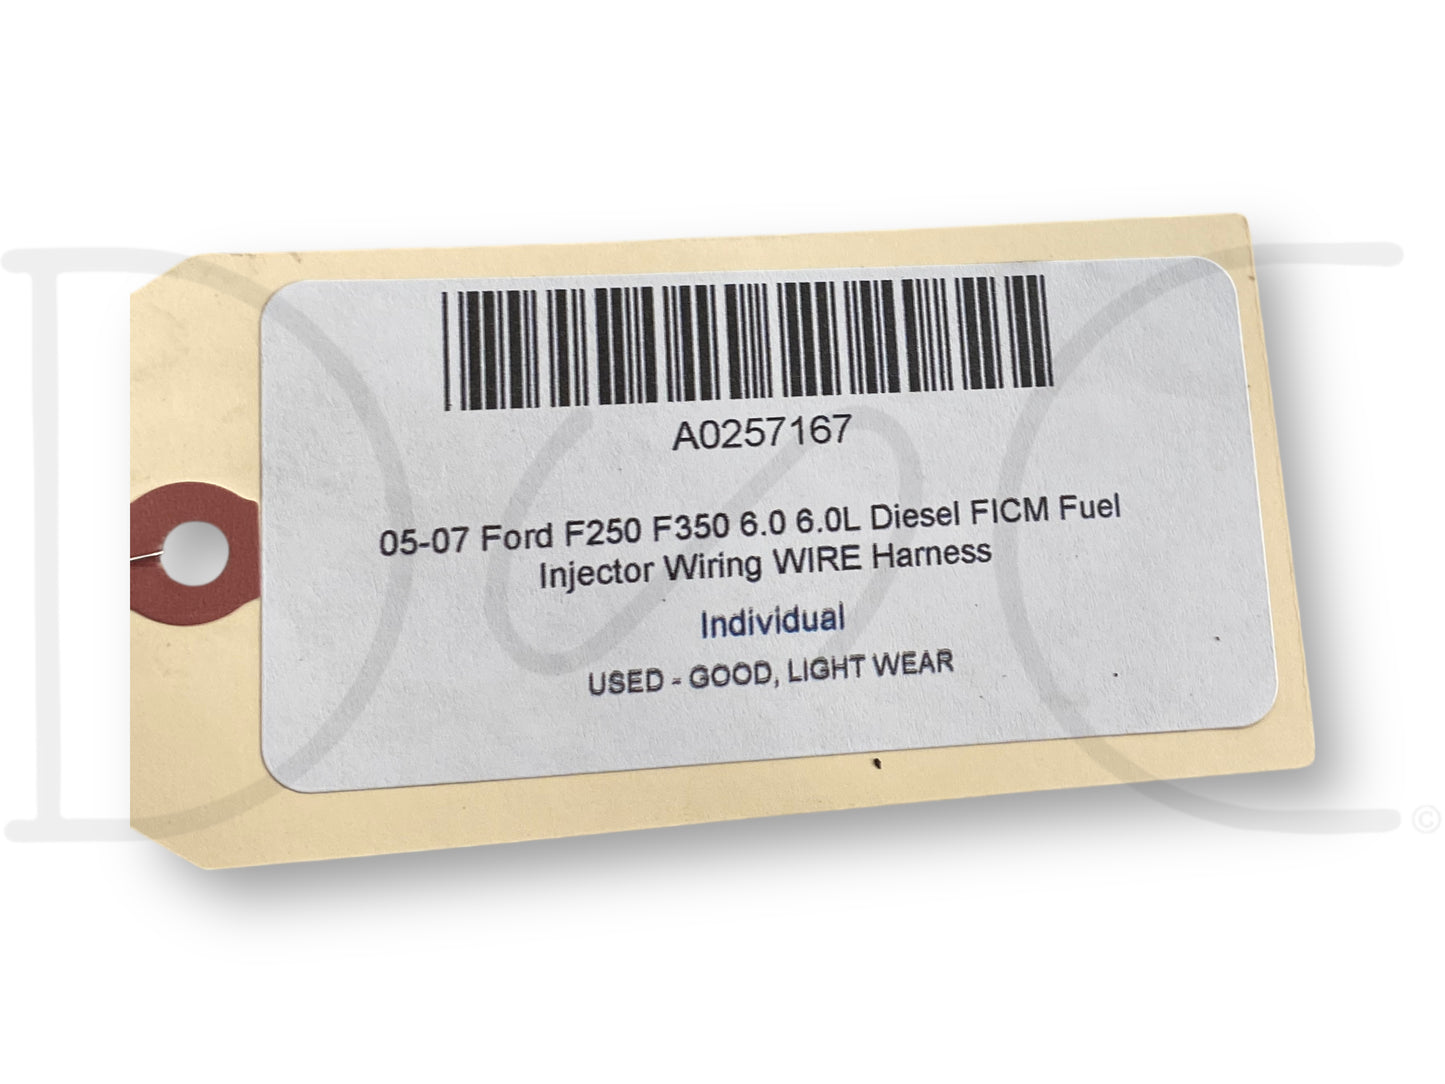 A0257167
05-07 Ford F250 F350 6.0 6.0L Diesel FICM Fuel
Injector Wiring WIRE Harness
Individual
USED - GOOD, LIGHT WEAR
©